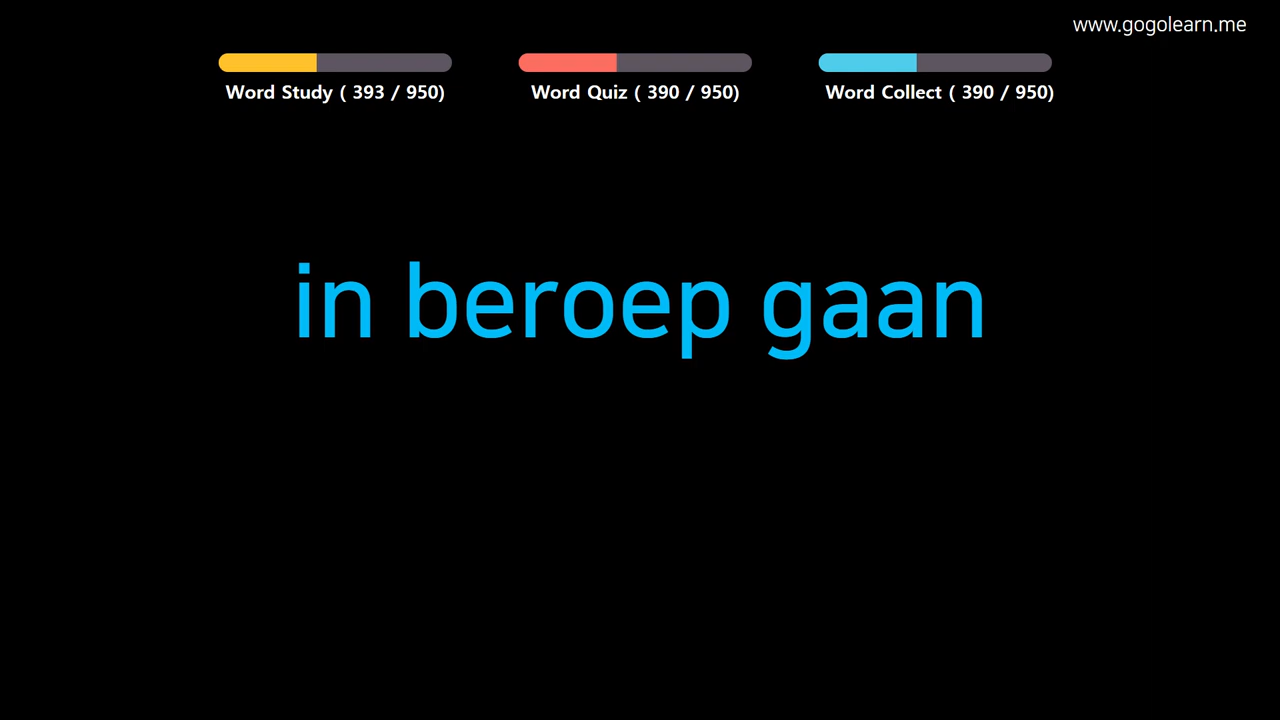 www.gogolearn.me
Word Study ( 393 / 950)
Word Quiz ( 390 / 950)
Word Collect ( 390 / 950)
in beroep gaan